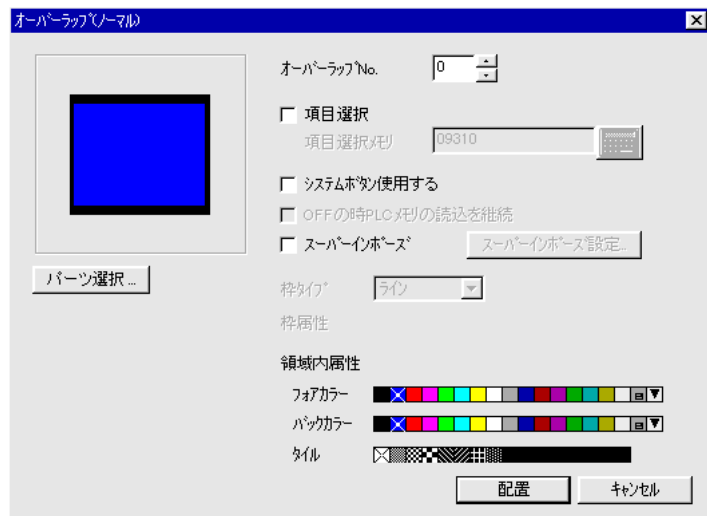 オーバーラップ(ノーマル)
オーバーラップNo. 0
項目選択
項目選択メモリ 09310
システムボタン使用する
OFFの時PLCメモリの読込を継続
スーパーインポーズ スーパーインポーズ設定...
パーツ選択...
枠タイプ ライン
枠属性
領域内属性
フォアカラー
バックカラー
タイル
配置 キャンセル